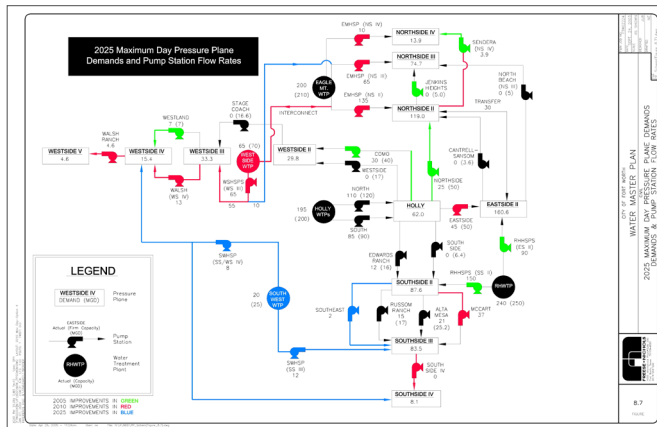 2025 Maximum Day Pressure Plane
Demands and Pump Station Flow Rates
EMHSP (NS IV)
10
NORTHSIDE IV
13.9
SENDERA
(NS IV)
3.9
EMHSP (NS III)
65
NORTHSIDE III
74.7
200
(210)
EAGLE
MT. WTP
JENKINS
HEIGHTS
0 (5.0)
NORTH
BEACH
(NS III)
0 (5)
EMHSP (NS II)
135
NORTHSIDE II
119.0
TRANSFER
30
INTERCONNECT
STAGE
COACH
0 (16.6)
WESTLAND
7 (7)
WALSH
RANCH
4.6
WESTSIDE V
4.6
WESTSIDE IV
15.4
WESTSIDE III
33.3
65 (70)
WEST
SIDE
WTP
WESTSIDE II
29.8
COMO
30 (40)
WESTSIDE
0 (17)
CANTRELL-
SANSOM
0 (3.6)
WALSH
(WS IV)
13
WSHSPS
(WS III)
65
55
10
NORTH
110 (120)
NORTHSIDE
25 (50)
195
(200)
HOLLY
WTPs
HOLLY
62.0
EASTSIDE II
160.6
SOUTH
85 (90)
EASTSIDE
45 (50)
SWHSP
(SS/WS IV)
8
EDWARDS
RANCH
12 (16)
SOUTH
SIDE
0 (6.4)
RHHSPS
(ES II)
90
RHHSPS (SS II)
150
RHWTP
240 (250)
20
(25)
SOUTH
WEST
WTP
SOUTHSIDE II
87.6
SOUTHEAST
2
RUSSOM
RANCH
15
(17)
ALTA
MESA
21
(25.2)
MCCART
37
SWHSP
(SS III)
12
SOUTHSIDE III
83.5
SOUTH
SIDE IV
0
SOUTHSIDE IV
8.1
LEGEND
WESTSIDE IV
DEMAND (MGD)
Pressure
Plane
EASTSIDE
Actual (Firm Capacity)
(MGD)
Pump
Station
RHWTP
Water
Treatment
Plant
Actual (Capacity)
(MGD)
2005 IMPROVEMENTS IN GREEN
2010 IMPROVEMENTS IN RED
2025 IMPROVEMENTS IN BLUE
CITY OF FORT WORTH
WATER MASTER PLAN
2025 MAXIMUM DAY PRESSURE PLANE DEMANDS
DEMANDS & PUMP STATION FLOW RATES
FREESE • NICHOLS
8.7
FIGURE